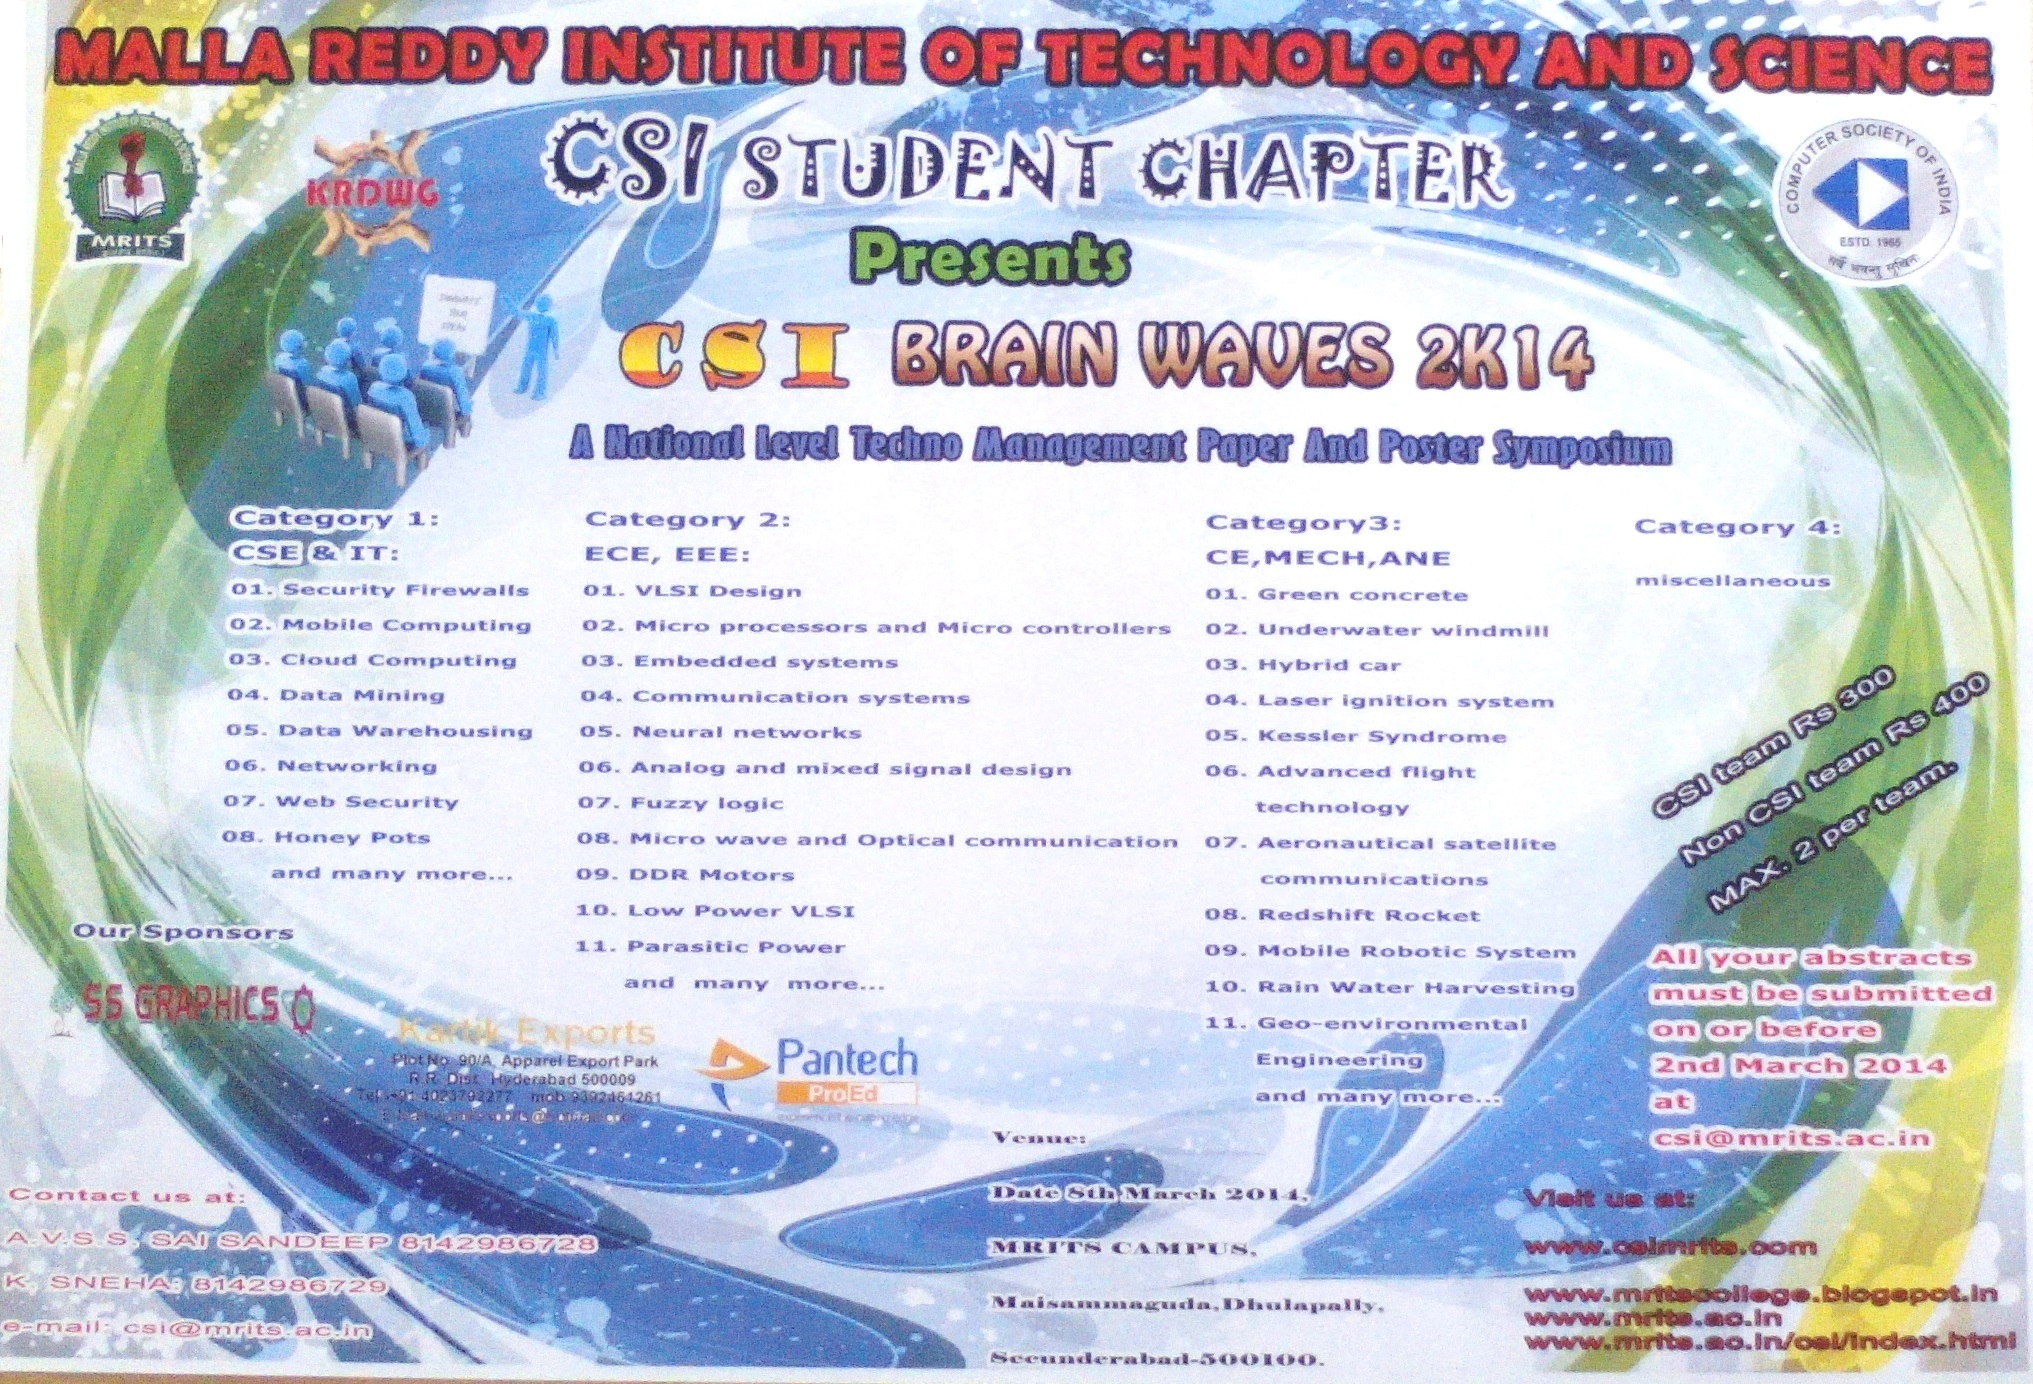 MALLA REDDY INSTITUTE OF TECHNOLOGY AND SCIENCE
MRITS
KRDWG
CSI STUDENT CHAPTER
COMPUTER SOCIETY OF INDIA
ESTD. 1965
सर्वे भवन्तु सुखिनः
Presents
CSI BRAIN WAVES 2K14
A National Level Techno Management Paper And Poster Symposium
Category 1:
CSE & IT:
01. Security Firewalls
02. Mobile Computing
03. Cloud Computing
04. Data Mining
05. Data Warehousing
06. Networking
07. Web Security
08. Honey Pots
and many more...
Category 2:
ECE, EEE:
01. VLSI Design
02. Micro processors and Micro controllers
03. Embedded systems
04. Communication systems
05. Neural networks
06. Analog and mixed signal design
07. Fuzzy logic
08. Micro wave and Optical communication
09. DDR Motors
10. Low Power VLSI
11. Parasitic Power
and many more...
Category3:
CE,MECH,ANE
01. Green concrete
02. Underwater windmill
03. Hybrid car
04. Laser ignition system
05. Kessler Syndrome
06. Advanced flight
technology
07. Aeronautical satellite
communications
08. Redshift Rocket
09. Mobile Robotic System
10. Rain Water Harvesting
11. Geo-environmental
Engineering
and many more...
Category 4:
miscellaneous
CSI team Rs 300
Non CSI team Rs 400
MAX. 2 per team.
All your abstracts
must be submitted
on or before
2nd March 2014
at
csi@mrits.ac.in
Our Sponsors
SS GRAPHICS
Kartik Exports
Plot No. 90/A, Apparel Export Park
R.R. Dist. Hyderabad 500009
Tel :+91 4023792277 mob 9392461261
Pantech
ProEd
Venue:
Date 8th March 2014,
MRITS CAMPUS,
Maisammaguda,Dhulapally,
Secunderabad-500100.
Contact us at:
A.V.S.S. SAI SANDEEP 8142986728
K, SNEHA: 8142986729
e-mail: csi@mrits.ac.in
Visit us at:
www.csimrits.com
www.mritscollege.blogspot.in
www.mrits.ac.in
www.mrits.ac.in/csi/index.html